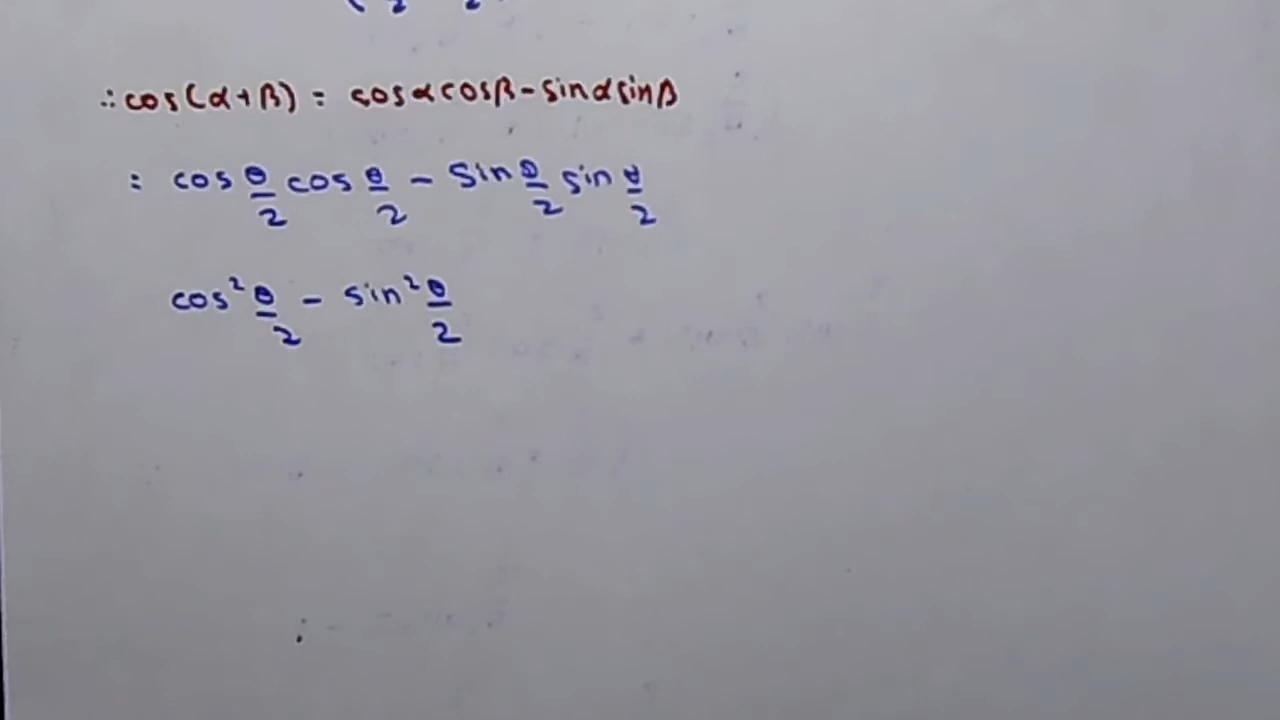 ∴ cos(α+β) = cosαcosβ - sinαsinβ
= cos θ/2 cos θ/2 - sin θ/2 sin θ/2
cos² θ/2 - sin² θ/2